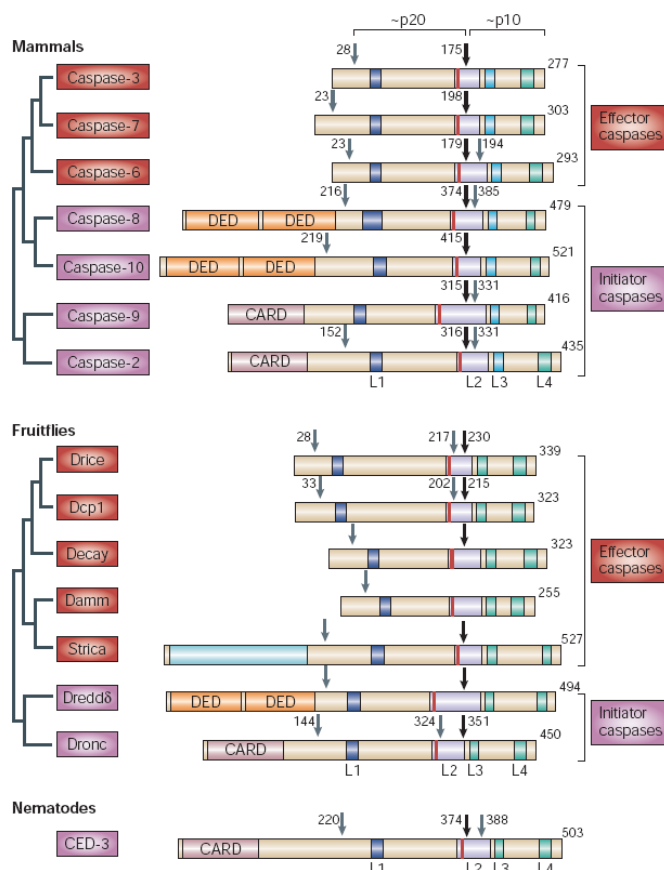 ~p20 ~p10
Mammals
28 175
Caspase-3 277
23 198
Caspase-7 303
Effector
caspases
23 179 194
Caspase-6 293
216 374 385
Caspase-8 DED DED 479
219 415
Caspase-10 DED DED 521
315 331
Initiator
caspases
Caspase-9 CARD 416
152 316 331
Caspase-2 CARD 435
L1 L2 L3 L4
Fruitflies
28 217 230
Drice 339
33 202 215
Dcp1 323
Decay 323
Effector
caspases
Damm 255
Strica 527
Dreddδ DED DED 494
144 324 351
Initiator
caspases
Dronc CARD 450
L1 L2 L3 L4
Nematodes
220 374 388
CED-3 CARD 503
L1 L2 L3 L4